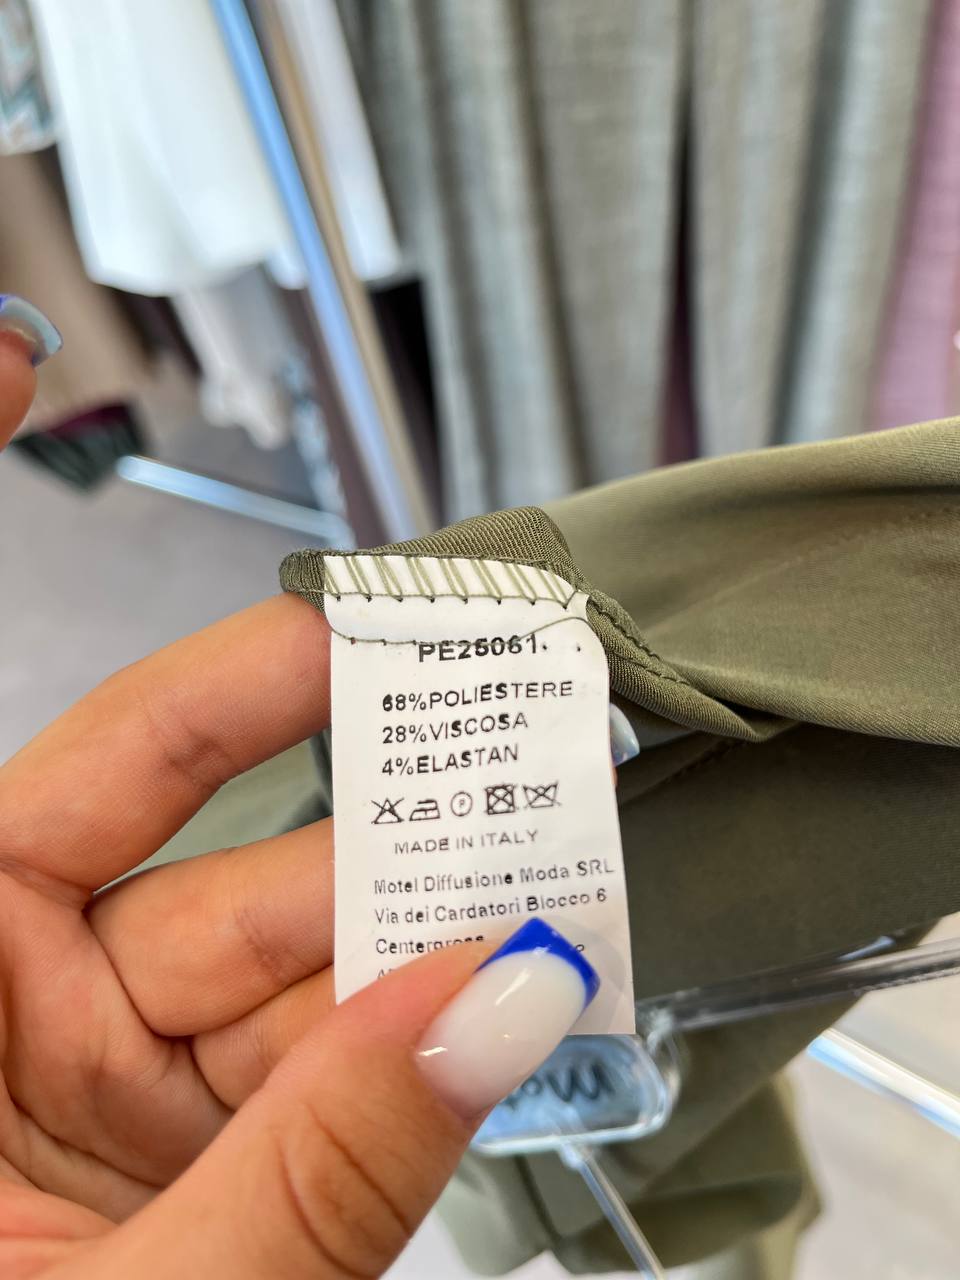 PE25061.
68%POLIESTERE
28%VISCOSA
4%ELASTAN
P
MADE IN ITALY
Motel Diffusione Moda SRL
Via dei Cardatori Blocco 6
Centergross